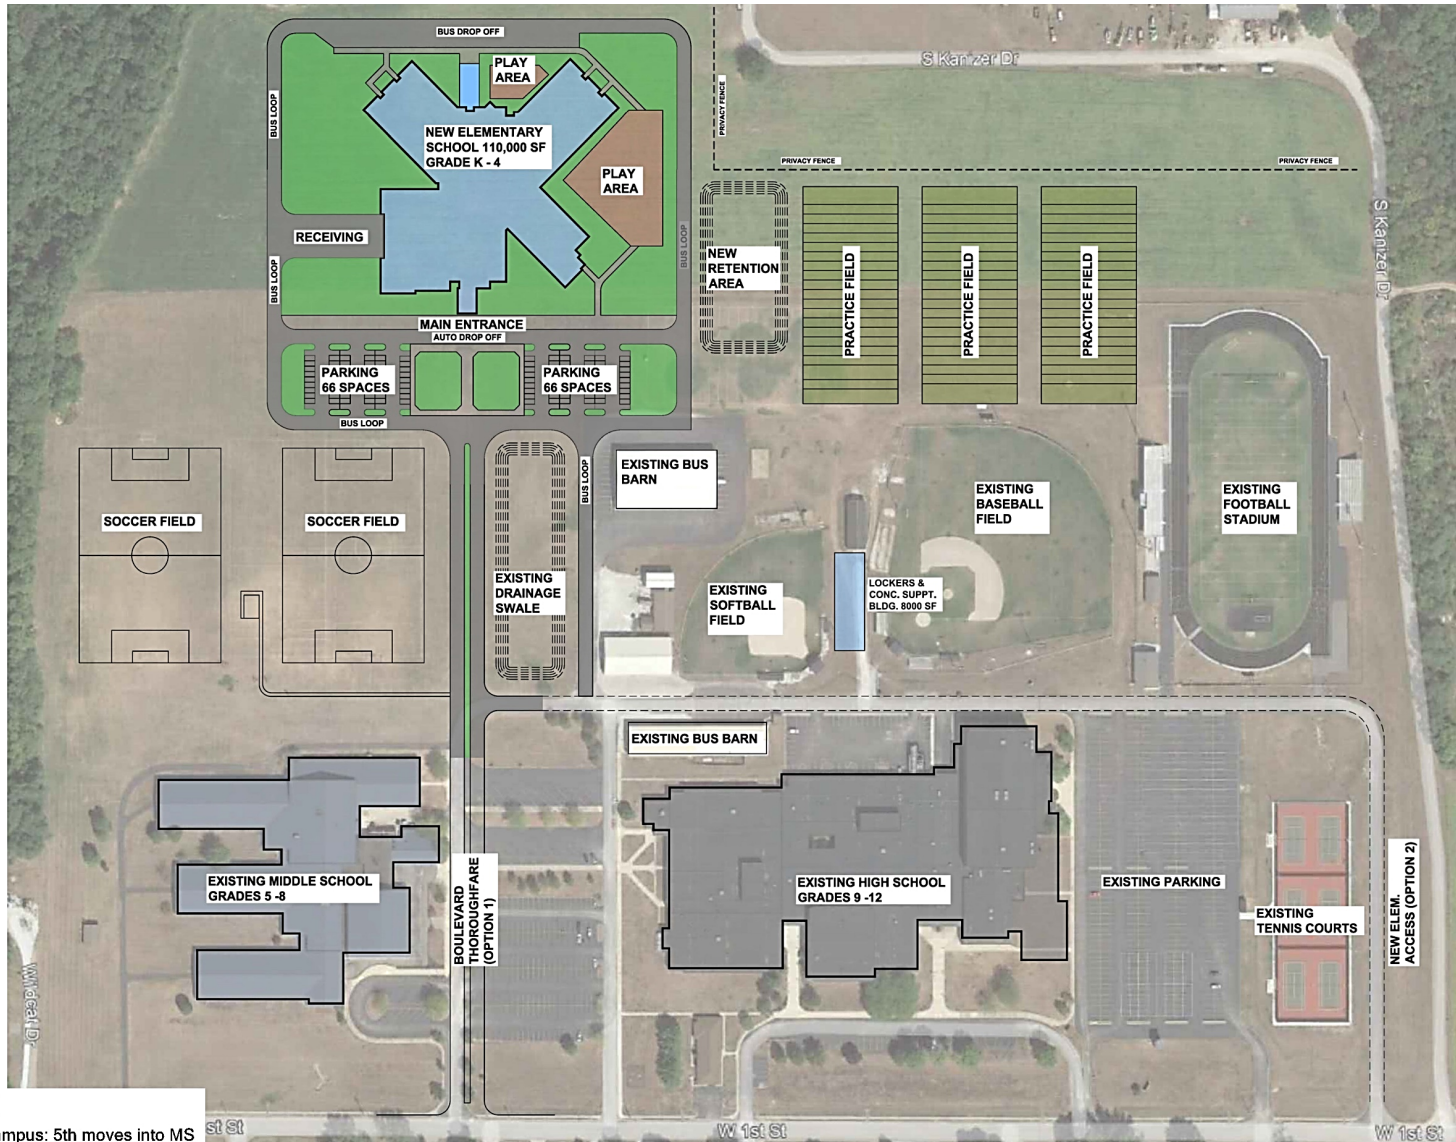 BUS DROP OFF
S Kanizer Dr
PLAY
AREA
BUS LOOP
PRIVACY FENCE
NEW ELEMENTARY
SCHOOL 110,000 SF
GRADE K - 4
PRIVACY FENCE
PRIVACY FENCE
PLAY
AREA
S Kanizer Dr
RECEIVING
BUS LOOP
BUS LOOP
NEW
RETENTION
AREA
PRACTICE FIELD
PRACTICE FIELD
PRACTICE FIELD
MAIN ENTRANCE
AUTO DROP OFF
PARKING
66 SPACES
PARKING
66 SPACES
BUS LOOP
SOCCER FIELD
SOCCER FIELD
BUS LOOP
EXISTING BUS
BARN
EXISTING
BASEBALL
FIELD
EXISTING
FOOTBALL
STADIUM
EXISTING
DRAINAGE
SWALE
EXISTING
SOFTBALL
FIELD
LOCKERS &
CONC. SUPPT.
BLDG. 8000 SF
EXISTING BUS BARN
EXISTING MIDDLE SCHOOL
GRADES 5 -8
BOULEVARD
THOROUGHFARE
(OPTION 1)
EXISTING HIGH SCHOOL
GRADES 9 -12
EXISTING PARKING
EXISTING
TENNIS COURTS
NEW ELEM.
ACCESS (OPTION 2)
Wildcat Dr
mpus: 5th moves into MS
st St
W 1st St
W 1st St